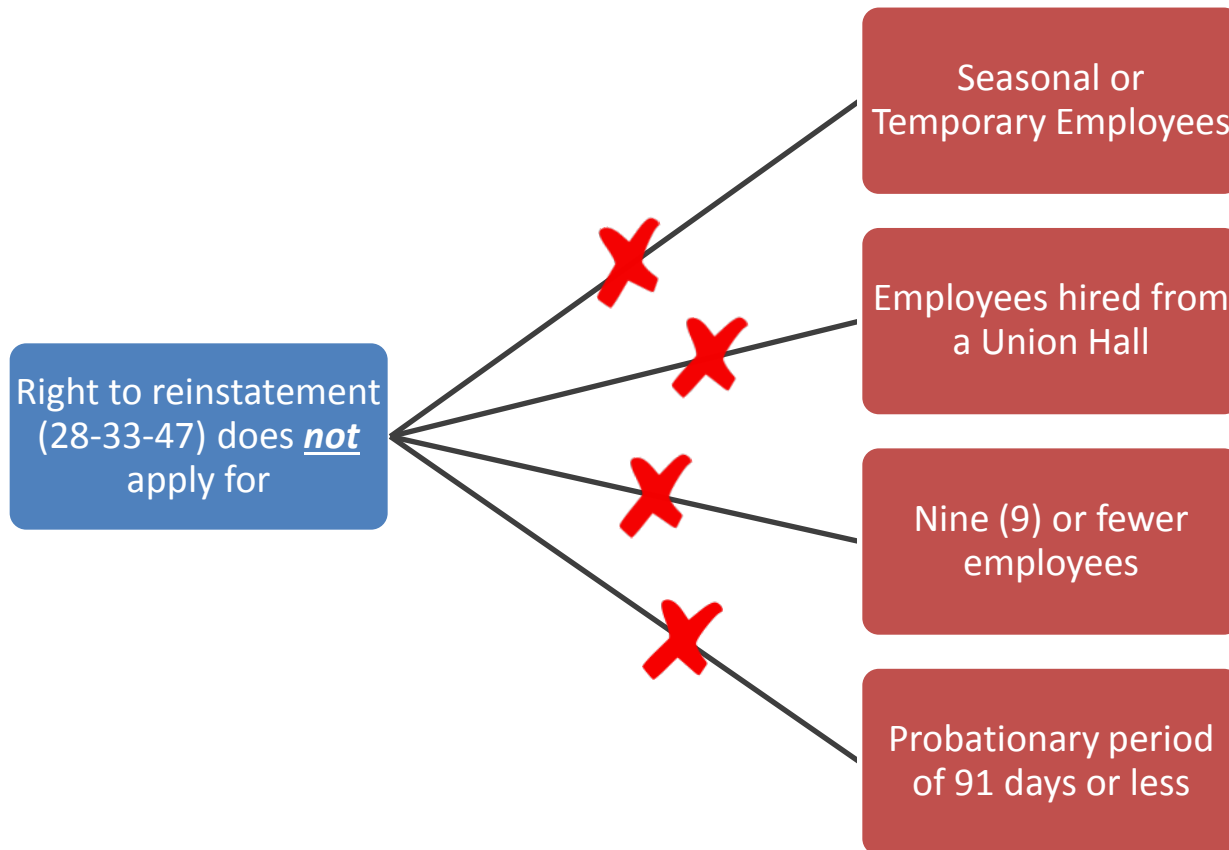 Right to reinstatement
(28-33-47) does not
apply for
Seasonal or
Temporary Employees
Employees hired from
a Union Hall
Nine (9) or fewer
employees
Probationary period
of 91 days or less